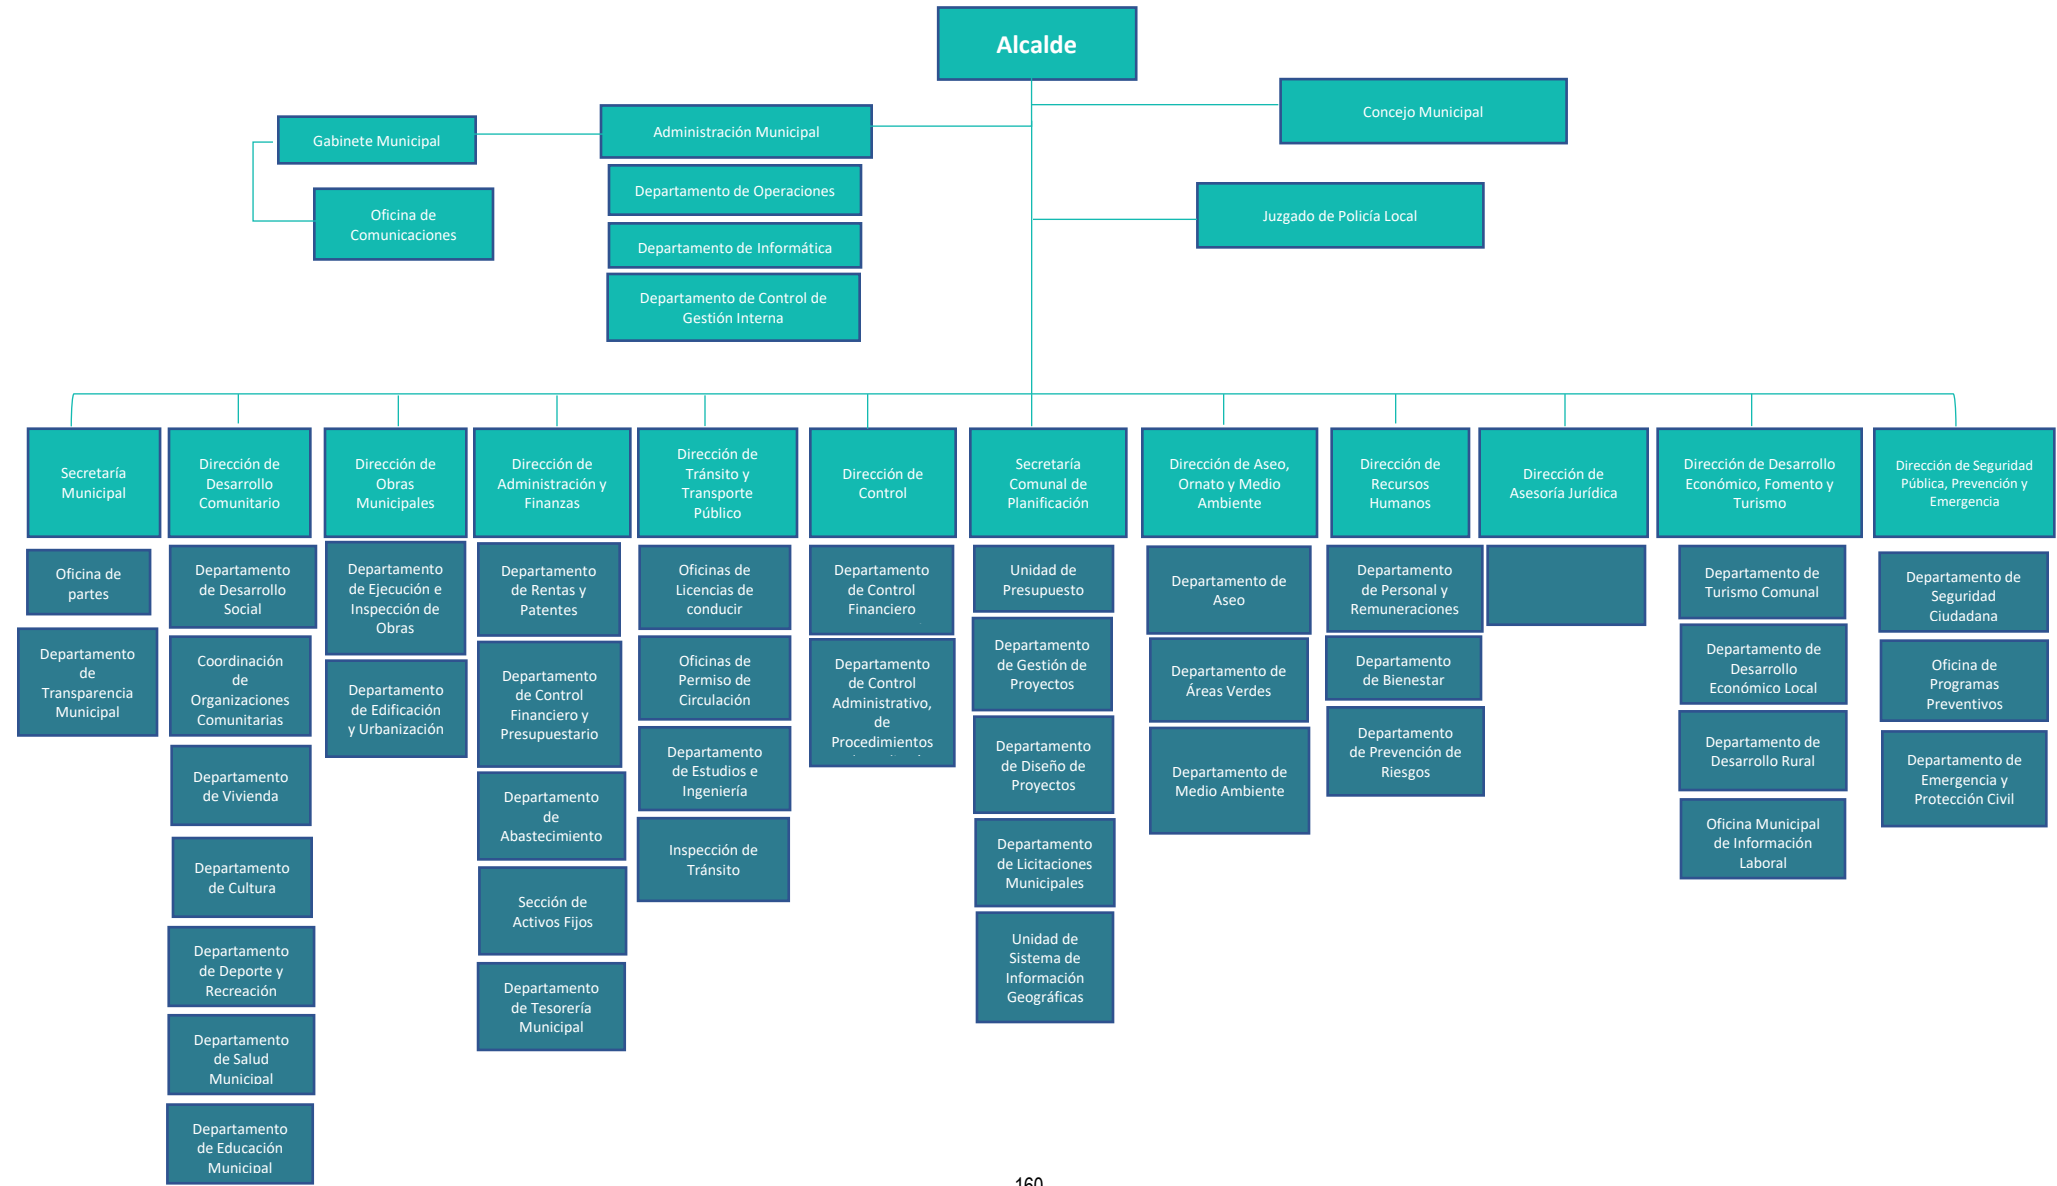 Alcalde
Concejo Municipal
Administración Municipal
Gabinete Municipal
Departamento de Operaciones
Oficina de
Comunicaciones
Juzgado de Policía Local
Departamento de Informática
Departamento de Control de
Gestión Interna
Secretaría
Municipal
Dirección de
Desarrollo
Comunitario
Dirección de
Obras
Municipales
Dirección de
Administración y
Finanzas
Dirección de
Tránsito y
Transporte
Público
Dirección de
Control
Secretaría
Comunal de
Planificación
Dirección de Aseo,
Ornato y Medio
Ambiente
Dirección de
Recursos
Humanos
Dirección de
Asesoría Jurídica
Dirección de Desarrollo
Económico, Fomento y
Turismo
Dirección de Seguridad
Pública, Prevención y
Emergencia
Oficina de
partes
Departamento
de
Transparencia
Municipal
Departamento
de Desarrollo
Social
Coordinación
de
Organizaciones
Comunitarias
Departamento
de Vivienda
Departamento
de Cultura
Departamento
de Deporte y
Recreación
Departamento
de Salud
Municipal
Departamento
de Educación
Municipal
Departamento
de Ejecución e
Inspección de
Obras
Departamento
de Edificación
y Urbanización
Departamento
de Rentas y
Patentes
Departamento
de Control
Financiero y
Presupuestario
Departamento
de
Abastecimiento
Sección de
Activos Fijos
Departamento
de Tesorería
Municipal
Oficinas de
Licencias de
conducir
Oficinas de
Permiso de
Circulación
Departamento
de Estudios e
Ingeniería
Inspección de
Tránsito
Departamento
de Control
Financiero
Departamento
de Control
Administrativo,
de
Procedimientos
Unidad de
Presupuesto
Departamento
de Gestión de
Proyectos
Departamento
de Diseño de
Proyectos
Departamento
de Licitaciones
Municipales
Unidad de
Sistema de
Información
Geográficas
Departamento de
Aseo
Departamento de
Áreas Verdes
Departamento de
Medio Ambiente
Departamento
de Personal y
Remuneraciones
Departamento
de Bienestar
Departamento
de Prevención de
Riesgos
Departamento de
Turismo Comunal
Departamento de
Desarrollo
Económico Local
Departamento de
Desarrollo Rural
Oficina Municipal
de Información
Laboral
Departamento de
Seguridad
Ciudadana
Oficina de
Programas
Preventivos
Departamento de
Emergencia y
Protección Civil
160